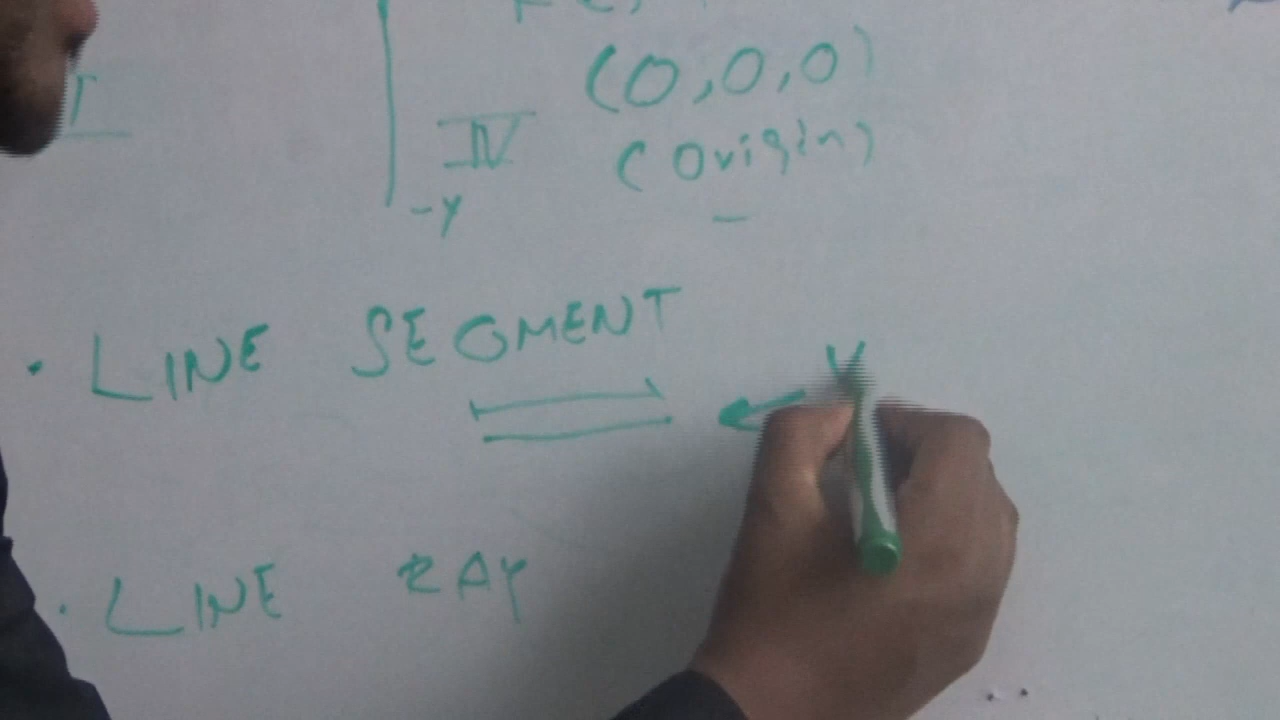 (0,0,0)
IV (Origin)
-y
. LINE SEGMENT
. LINE RAY